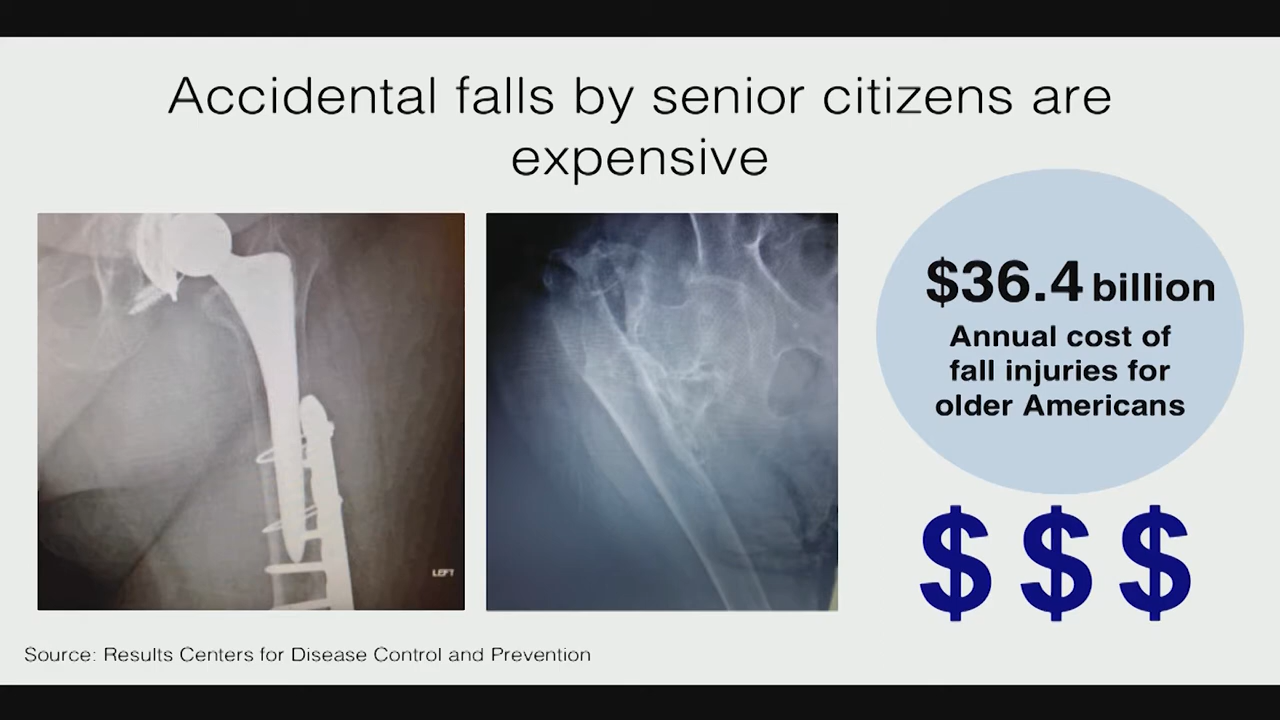 Accidental falls by senior citizens are
expensive
$36.4 billion
Annual cost of
fall injuries for
older Americans
LEFT
$ $ $
Source: Results Centers for Disease Control and Prevention